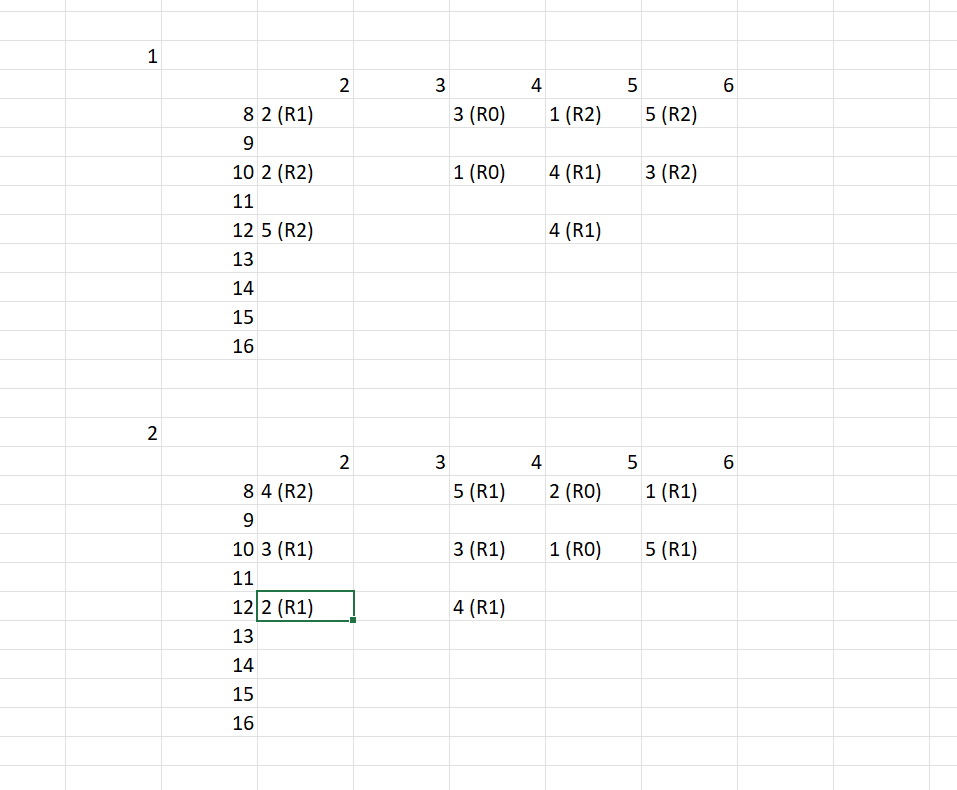 1
2 3 4 5 6
8 2 (R1) 3 (R0) 1 (R2) 5 (R2)
9
10 2 (R2) 1 (R0) 4 (R1) 3 (R2)
11
12 5 (R2) 4 (R1)
13
14
15
16
2
2 3 4 5 6
8 4 (R2) 5 (R1) 2 (R0) 1 (R1)
9
10 3 (R1) 3 (R1) 1 (R0) 5 (R1)
11
12 2 (R1) 4 (R1)
13
14
15
16